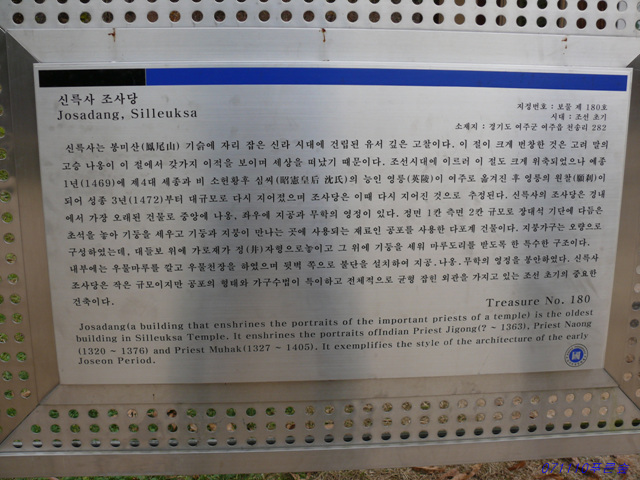 신륵사 조사당
Josadang, Silleuksa
지정번호 : 보물 제 180호
시대 : 조선 초기
소재지 : 경기도 여주군 여주읍 천송리 282
신륵사는 봉미산(鳳尾山) 기슭에 자리 잡은 신라 시대에 건립된 유서 깊은 고찰이다. 이 절이 크게 번창한 것은 고려 말의
고승 나옹이 이 절에서 갖가지 이적을 보이며 세상을 떠났기 때문이다. 조선시대에 이르러 이 절도 크게 위축되었으나 예종
1년(1469)에 제4대 세종과 비 소헌왕후 심씨(昭憲皇后 沈氏)의 능인 영릉(英陵)이 여주로 옮겨진 후 영릉의 원찰(願刹)이
되어 성종 3년(1472)부터 대규모로 다시 지어졌으며 조사당은 이때 다시 지어진 것으로 추정된다. 신륵사의 조사당은 경내
에서 가장 오래된 건물로 중앙에 나옹, 좌우에 지공과 무학의 영정이 있다. 정면 1칸 측면 2칸 규모로 장대석 기단에 다듬은
초석을 놓아 기둥을 세우고 기둥과 지붕이 만나는 곳에 사용되는 재료인 공포를 사용한 다포계 건물이다. 지붕가구는 오량으로
구성하였는데, 대들보 위에 가로재가 정(井)자형으로놓이고 그 위에 기둥을 세워 마루도리를 받도록 한 특수한 구조이다.
내부에는 우물마루를 깔고 우물천장을 하였으며 뒷벽 쪽으로 불단을 설치하여 지공·나옹·무학의 영정을 봉안하였다. 신륵사
조사당은 작은 규모이지만 공포의 형태와 가구수법이 특이하고 전체적으로 균형 잡힌 외관을 가지고 있는 조선 초기의 중요한
건축이다.
Treasure No. 180
Josadang(a building that enshrines the portraits of the important priests of a temple) is the oldest
building in Silleuksa Temple. It enshrines the portraits ofIndian Priest Jigong(? ~ 1363), Priest Naong
(1320 ~ 1376) and Priest Muhak(1327 ~ 1405). It exemplifies the style of the architecture of the early
Joseon Period.